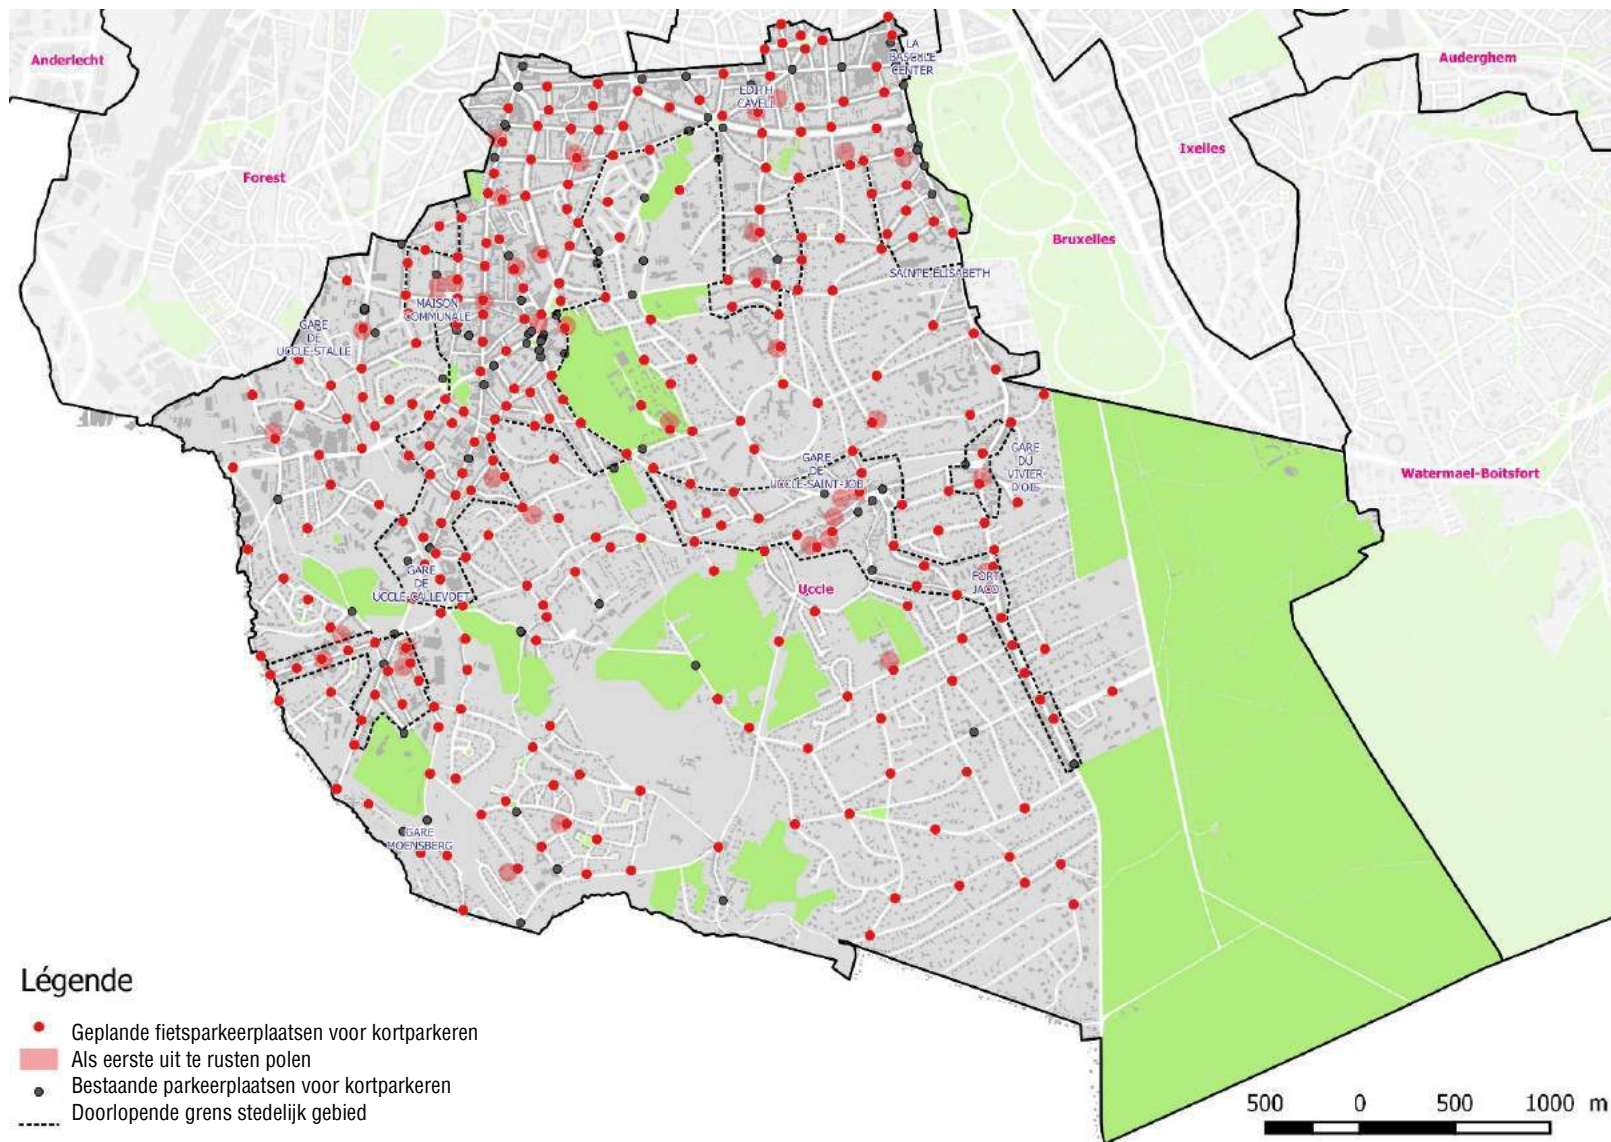 Anderlecht
LA
BASCULE
CENTER
Auderghem
EDITH
CAVELL
Ixelles
Forest
Bruxelles
SAINTE-ELISABETH
MAISON
COMMUNALE
GARE
DE
UCCLE-STALLE
GARE
DE
UCCLE-SAINT-JOB
GARE
DU
VIVIER
D'OIE
Watermael-Boitsfort
GARE
DE
UCCLE-CALLEVOET
Uccle
FORT
JACO
GARE
MOENSBERG
Légende
Geplande fietsparkeerplaatsen voor kortparkeren
Als eerste uit te rusten polen
Bestaande parkeerplaatsen voor kortparkeren
Doorlopende grens stedelijk gebied
500 0 500 1000 m